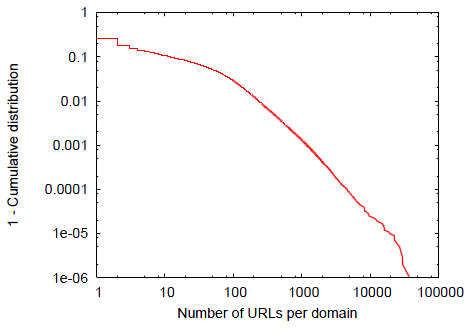 1
0.1
0.01
0.001
0.0001
1e-05
1e-06
1 - Cumulative distribution
1 10 100 1000 10000 100000
Number of URLs per domain